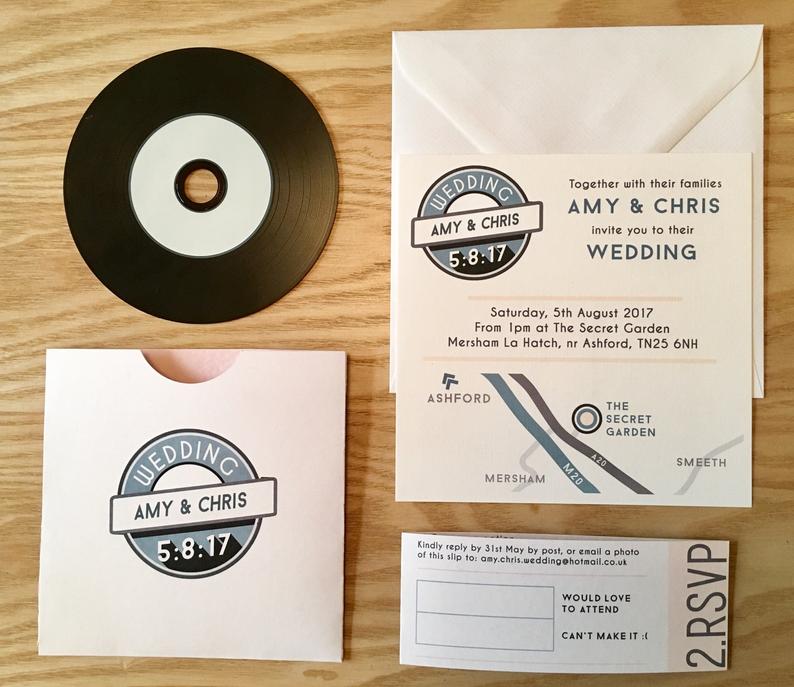 WEDDING
AMY & CHRIS
5:8:17
Together with their families
AMY & CHRIS
invite you to their
WEDDING
Saturday, 5th August 2017
From 1pm at The Secret Garden
Mersham La Hatch, nr Ashford, TN25 6NH
ASHFORD
THE
SECRET
GARDEN
A20
M20
MERSHAM
SMEETH
WEDDING
AMY & CHRIS
5:8:17
Kindly reply by 31st May by post, or email a photo
of this slip to: amy.chris.wedding@hotmail.co.uk
WOULD LOVE
TO ATTEND
CAN'T MAKE IT :(
2.RSVP